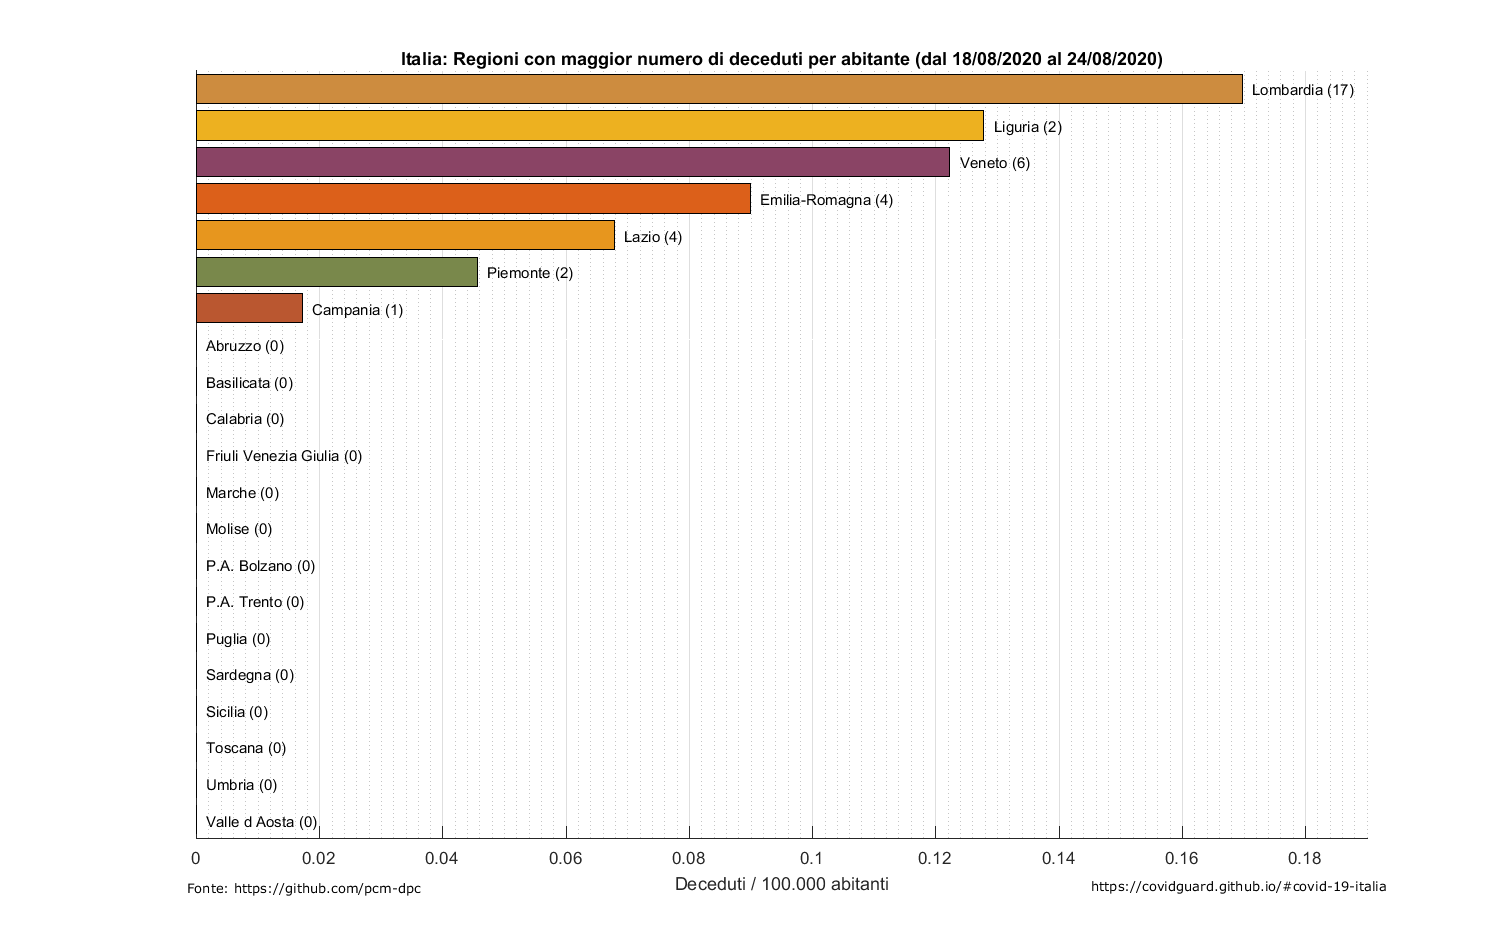 Italia: Regioni con maggior numero di deceduti per abitante (dal 18/08/2020 al 24/08/2020)
Lombardia (17)
Liguria (2)
Veneto (6)
Emilia-Romagna (4)
Lazio (4)
Piemonte (2)
Campania (1)
Abruzzo (0)
Basilicata (0)
Calabria (0)
Friuli Venezia Giulia (0)
Marche (0)
Molise (0)
P.A. Bolzano (0)
P.A. Trento (0)
Puglia (0)
Sardegna (0)
Sicilia (0)
Toscana (0)
Umbria (0)
Valle d Aosta (0)
0 0.02 0.04 0.06 0.08 0.1 0.12 0.14 0.16 0.18
Deceduti / 100.000 abitanti
Fonte: https://github.com/pcm-dpc
https://covidguard.github.io/#covid-19-italia